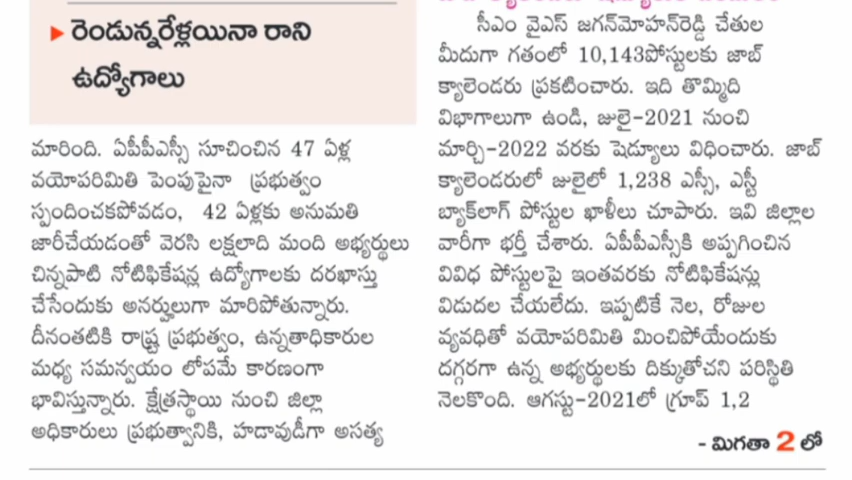 ▸ రెండున్నరేళ్లయినా రాని
ఉద్యోగాలు
మారింది. ఏపీపీఎస్సీ సూచించిన 47 ఏళ్ల
వయోపరిమితి పెంపుపైనా ప్రభుత్వం
స్పందించకపోవడం, 42 ఏళ్లకు అనుమతి
జారీచేయడంతో వెరసి లక్షలాది మంది అభ్యర్థులు
చిన్నపాటి నోటిఫికేషన్ల ఉద్యోగాలకు దరఖాస్తు
చేసేందుకు అనర్హులుగా మారిపోతున్నారు.
దీనంతటికి రాష్ట్ర ప్రభుత్వం, ఉన్నతాధికారుల
మధ్య సమన్వయం లోపమే కారణంగా
భావిస్తున్నారు. క్షేత్రస్థాయి నుంచి జిల్లా
అధికారులు ప్రభుత్వానికి, హడావుడీగా అసత్య
సీఎం వైఎస్ జగన్‌మోహన్‌రెడ్డి చేతుల
మీదుగా గతంలో 10,143పోస్టులకు జాబ్
క్యాలెండరు ప్రకటించారు. ఇది తొమ్మిది
విభాగాలుగా ఉండి, జులై-2021 నుంచి
మార్చి-2022 వరకు షెడ్యూలు విధించారు. జాబ్
క్యాలెండరులో జులైలో 1,238 ఎస్సీ, ఎస్టీ
బ్యాక్‌లాగ్ పోస్టుల ఖాళీలు చూపారు. ఇవి జిల్లాల
వారీగా భర్తీ చేశారు. ఏపీపీఎస్సీకి అప్పగించిన
వివిధ పోస్టులపై ఇంతవరకు నోటిఫికేషన్లు
విడుదల చేయలేదు. ఇప్పటికే నెల, రోజుల
వ్యవధితో వయోపరిమితి మించిపోయేందుకు
దగ్గరగా ఉన్న అభ్యర్థులకు దిక్కుతోచని పరిస్థితి
నెలకొంది. ఆగస్టు-2021లో గ్రూప్ 1,2
- మిగతా 2 లో